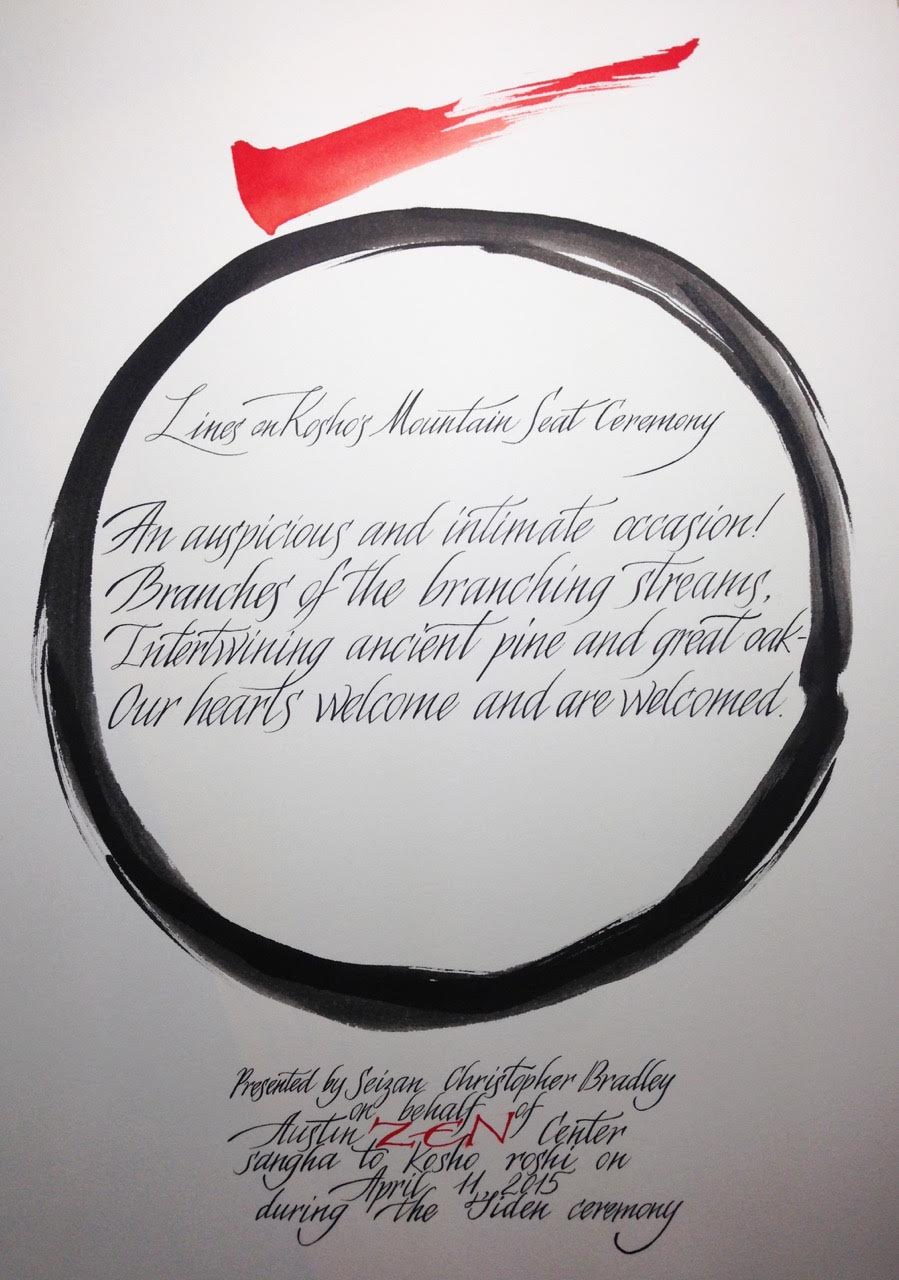 Lines on Kosho's Mountain Seat Ceremony
An auspicious and intimate occasion!
Branches of the branching streams,
Intertwining ancient pine and great oak-
Our hearts welcome and are welcomed.
Presented by Seizan Christopher Bradley
on behalf of
Austin ZEN Center
sangha to Kosho roshi on
April 11, 2015
during the Jiden ceremony